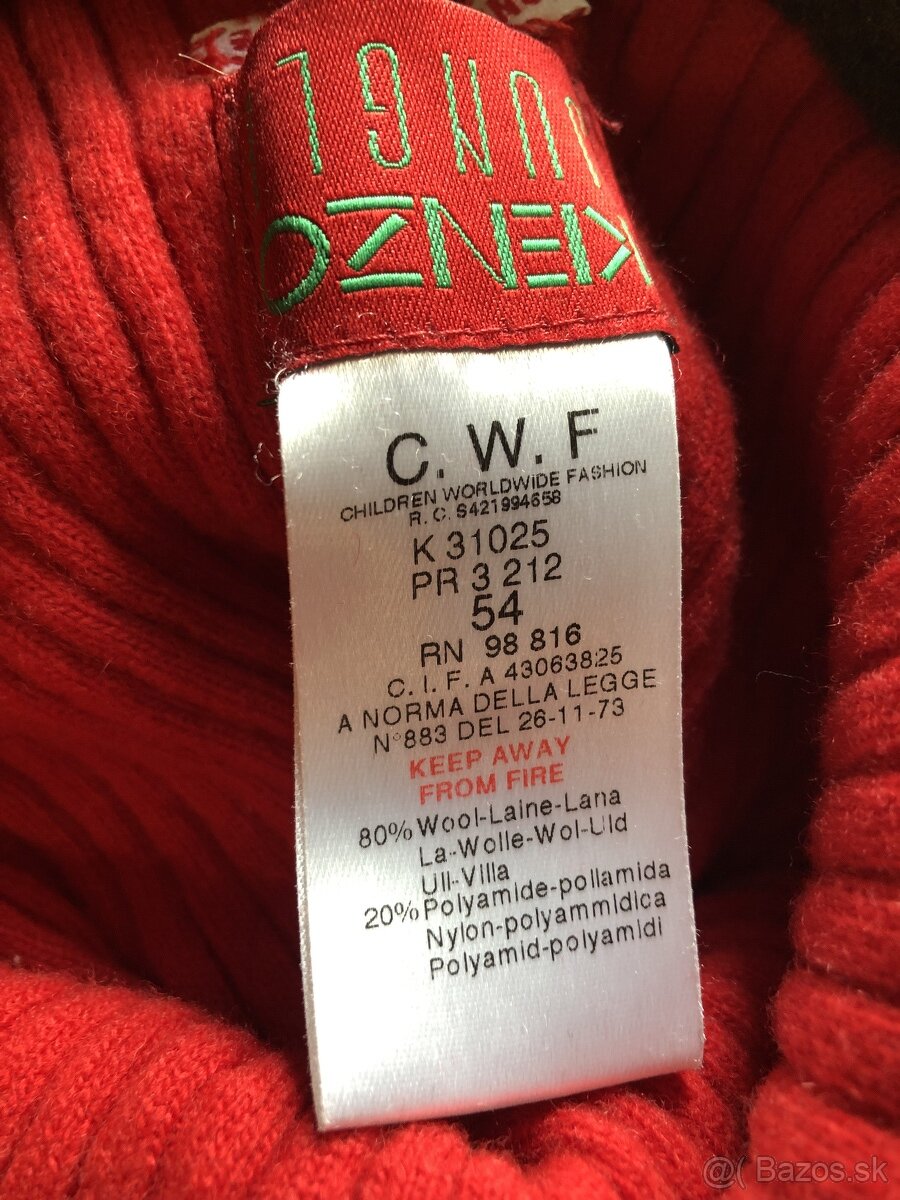 JUNGL
KENZO
C. W. F
CHILDREN WORLDWIDE FASHION
R. C. S421994658
K 31025
PR 3 212
54
RN 98 816
C. I. F. A 43063825
A NORMA DELLA LEGGE
N°883 DEL 26-11-73
KEEP AWAY
FROM FIRE
80% Wool-Laine-Lana
La-Wolle-Wol-Uld
Ull-Villa
20% Polyamide-poliamida
Nylon-polyammidica
Polyamid-polyamidi
@( Bazos.sk